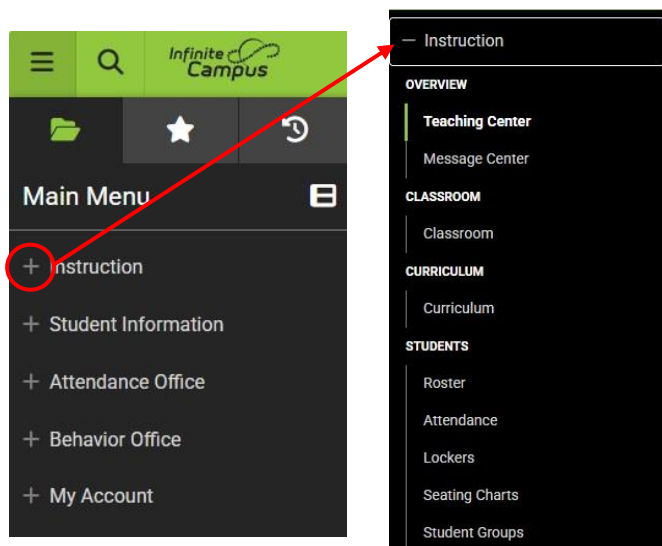 Infinite
Campus
Main Menu
Instruction
Student Information
Attendance Office
Behavior Office
My Account
Instruction
OVERVIEW
Teaching Center
Message Center
CLASSROOM
Classroom
CURRICULUM
Curriculum
STUDENTS
Roster
Attendance
Lockers
Seating Charts
Student Groups